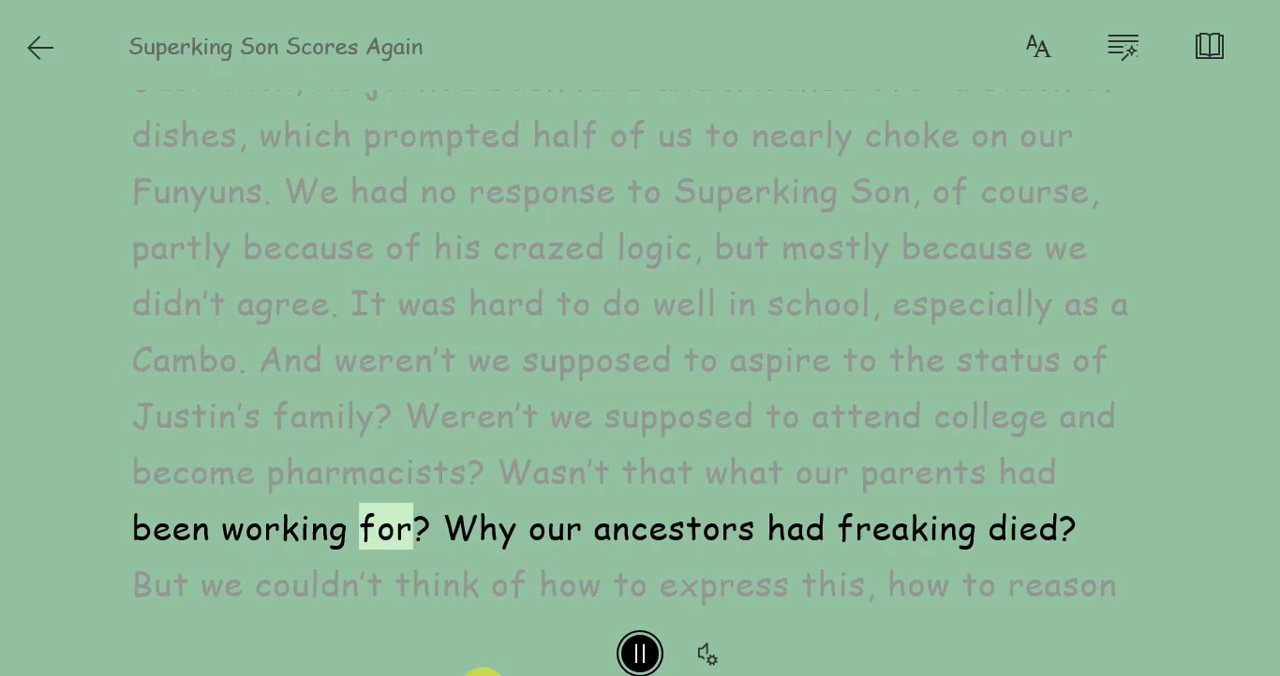 Superking Son Scores Again
dishes, which prompted half of us to nearly choke on our
Funyuns. We had no response to Superking Son, of course,
partly because of his crazed logic, but mostly because we
didn't agree. It was hard to do well in school, especially as a
Cambo. And weren't we supposed to aspire to the status of
Justin's family? Weren't we supposed to attend college and
become pharmacists? Wasn't that what our parents had
been working for? Why our ancestors had freaking died?
But we couldn't think of how to express this, how to reason